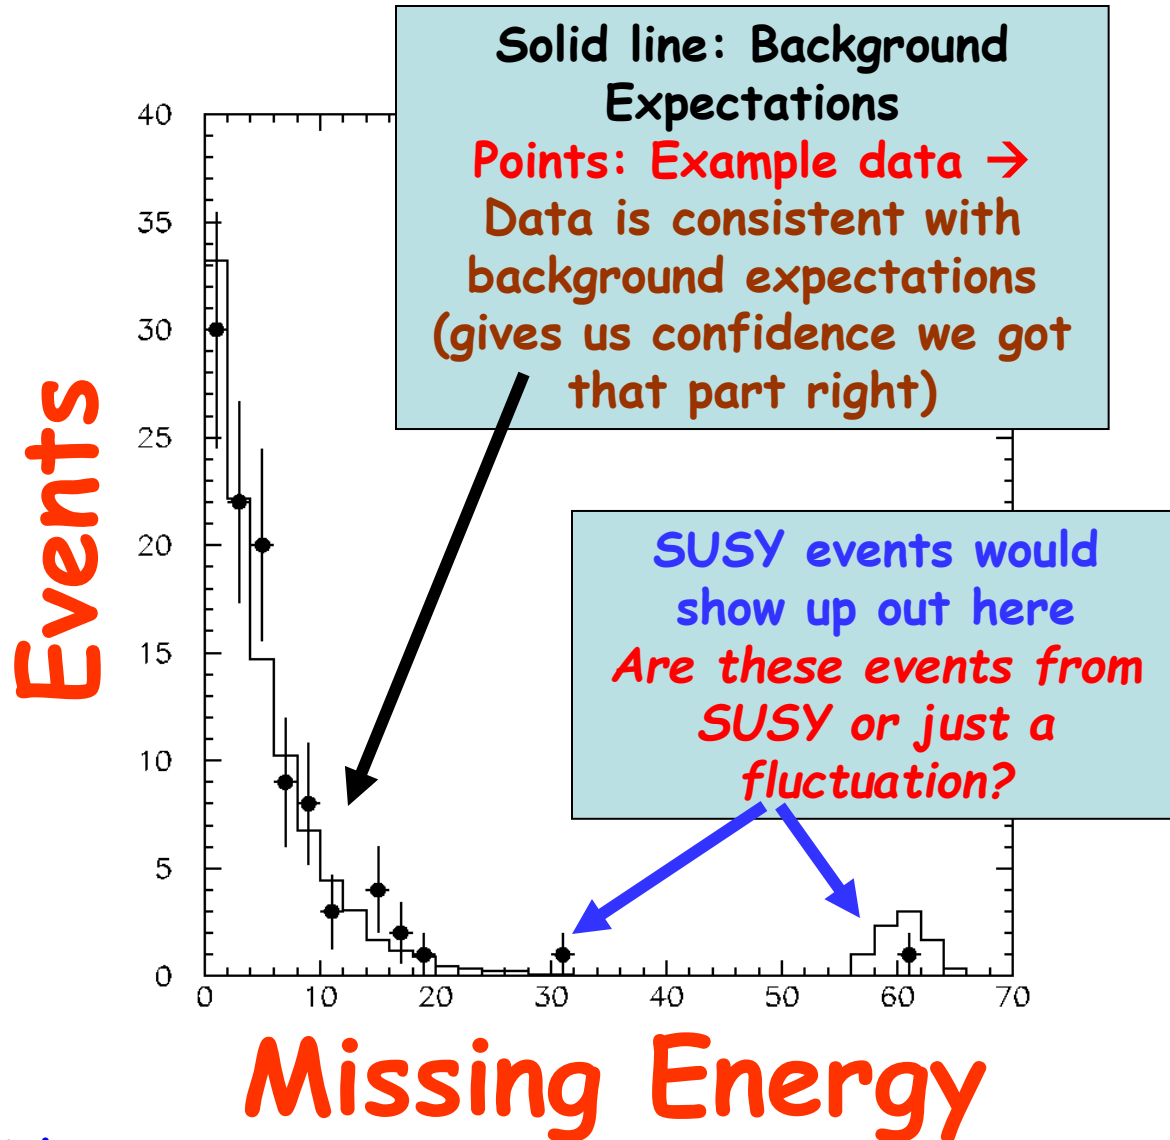 Solid line: Background
Expectations
Points: Example data →
Data is consistent with
background expectations
(gives us confidence we got
that part right)
SUSY events would
show up out here
Are these events from
SUSY or just a
fluctuation?
Events
40
35
30
25
20
15
10
5
0
0 10 20 30 40 50 60 70
Missing Energy